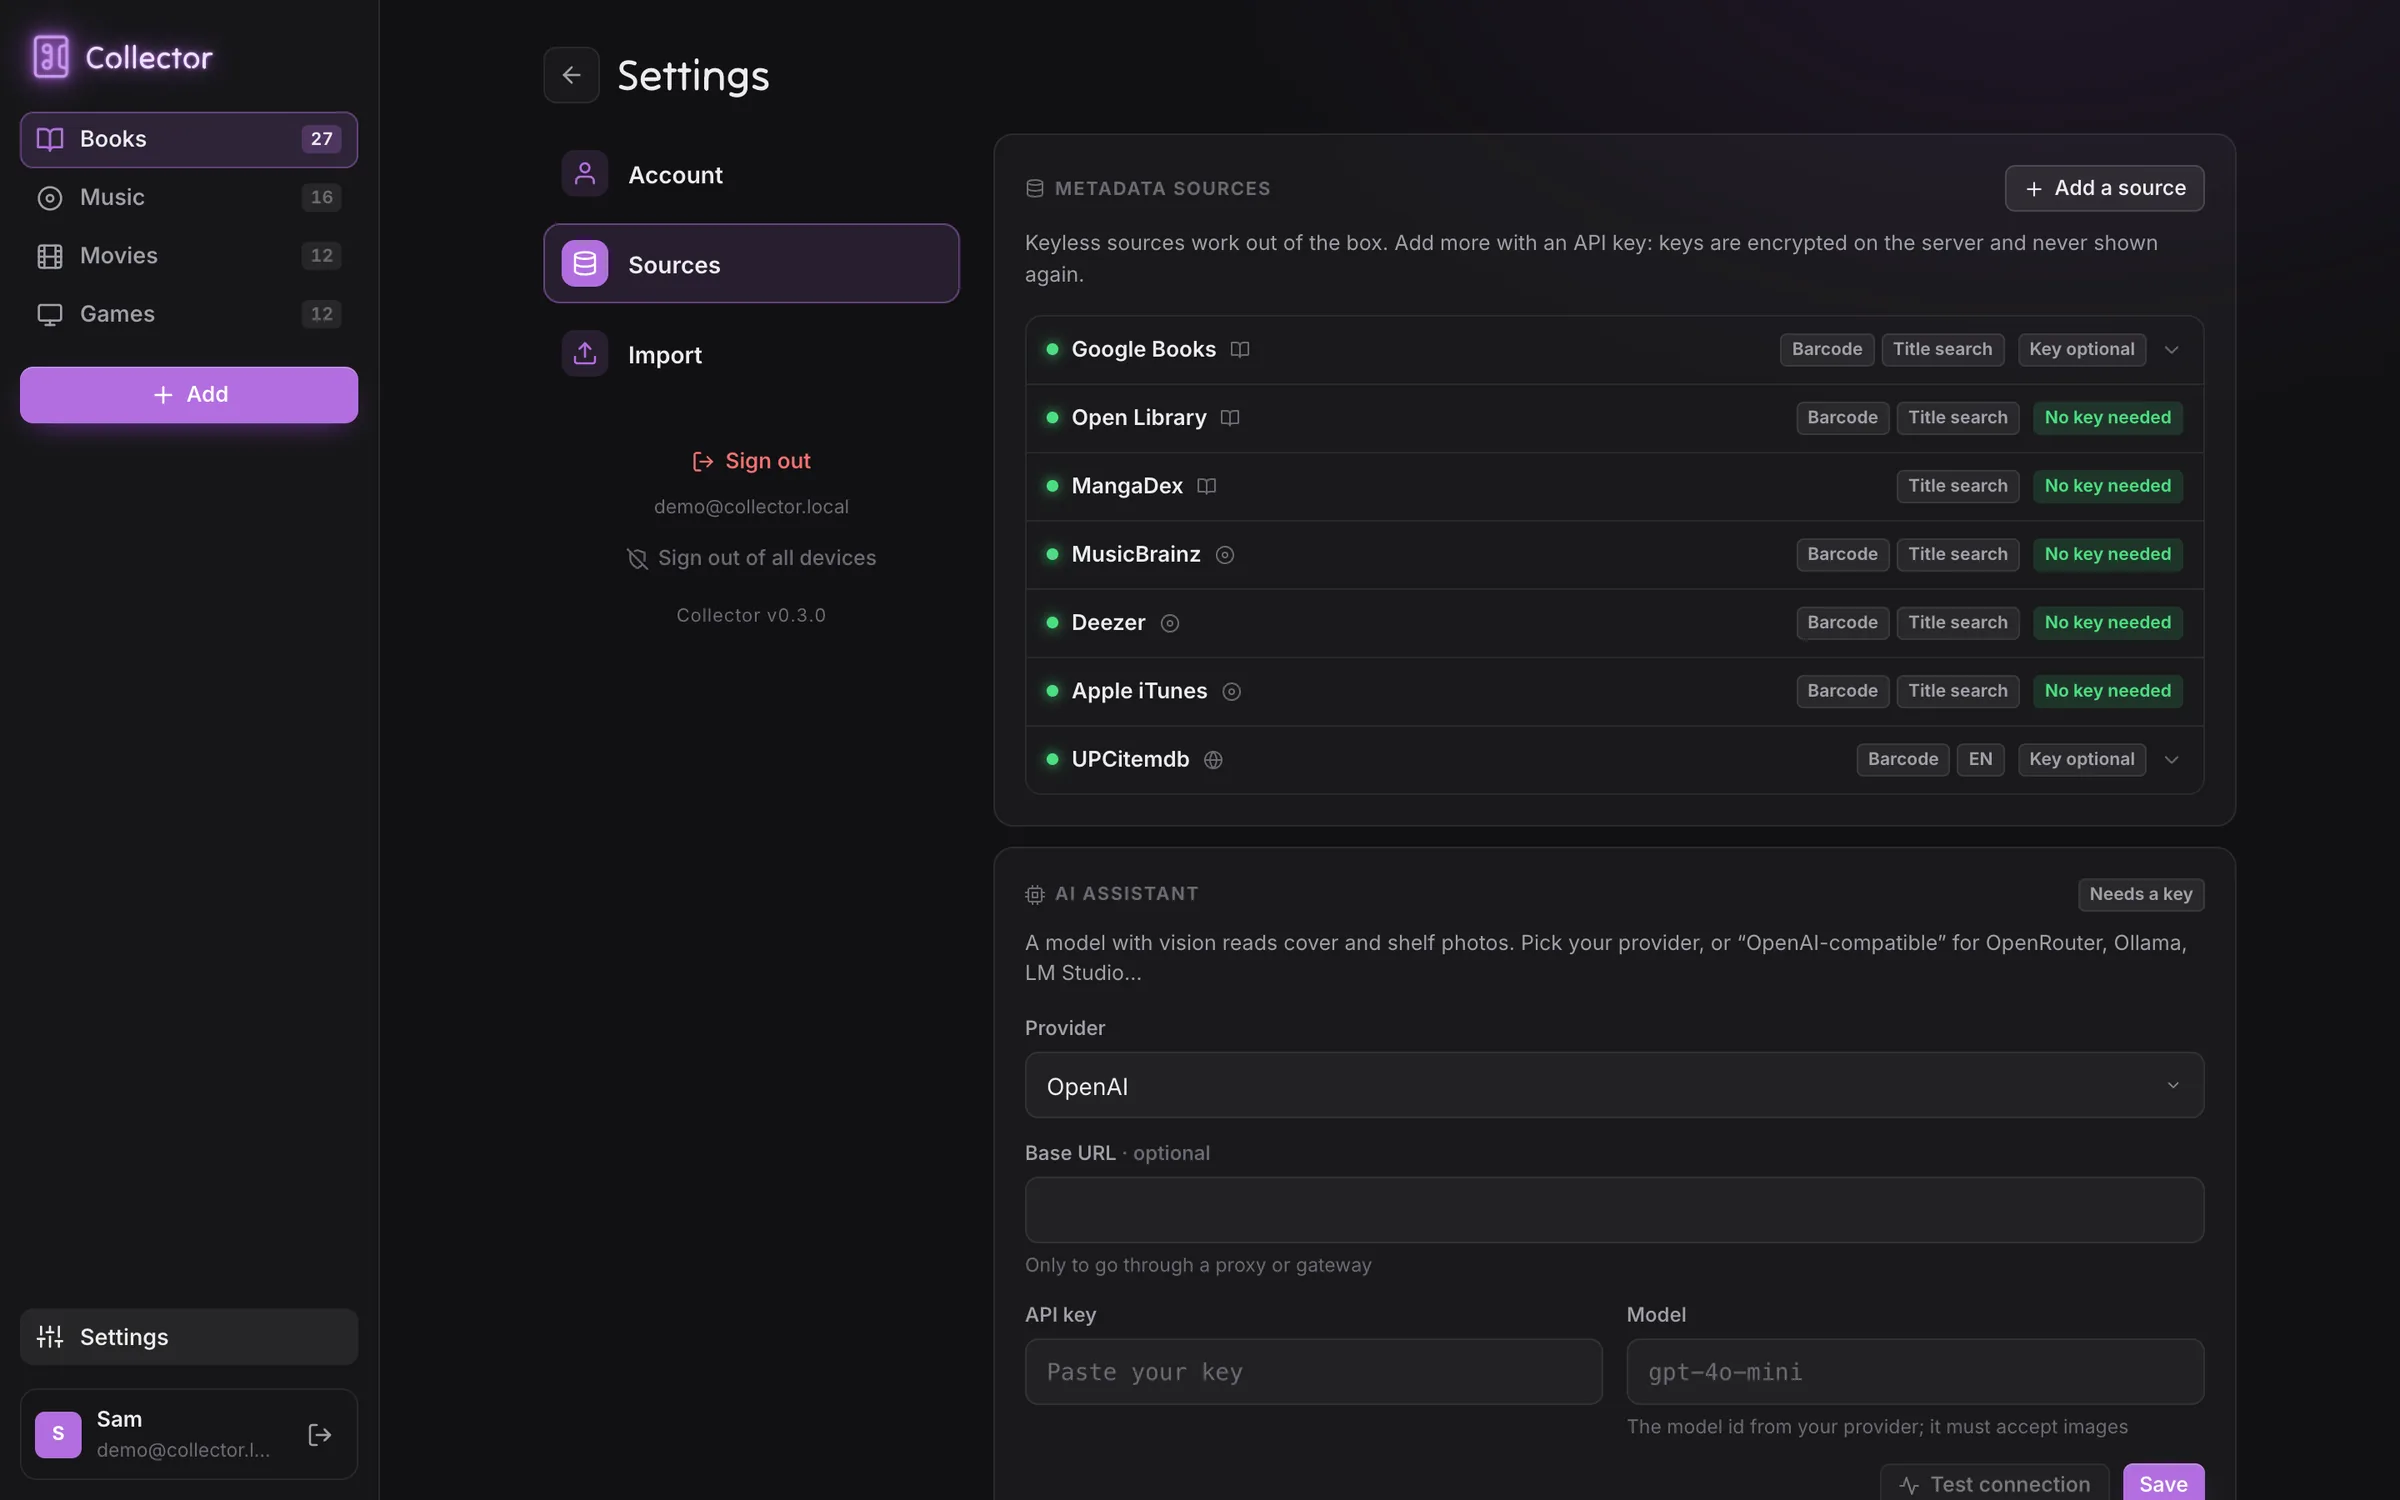 Collector
Books 27
Music 16
Movies 12
Games 12
+ Add
Settings
S
Sam
demo@collector.l...
Settings
Account
Sources
Import
Sign out
demo@collector.local
Sign out of all devices
Collector v0.3.0
METADATA SOURCES
+ Add a source
Keyless sources work out of the box. Add more with an API key: keys are encrypted on the server and never shown
again.
Google Books Barcode Title search Key optional
Open Library Barcode Title search No key needed
MangaDex Title search No key needed
MusicBrainz Barcode Title search No key needed
Deezer Barcode Title search No key needed
Apple iTunes Barcode Title search No key needed
UPCitemdb Barcode EN Key optional
AI ASSISTANT
Needs a key
A model with vision reads cover and shelf photos. Pick your provider, or “OpenAI-compatible” for OpenRouter, Ollama,
LM Studio...
Provider
OpenAI
Base URL · optional
Only to go through a proxy or gateway
API key
Paste your key
Model
gpt-4o-mini
The model id from your provider; it must accept images
Test connection
Save